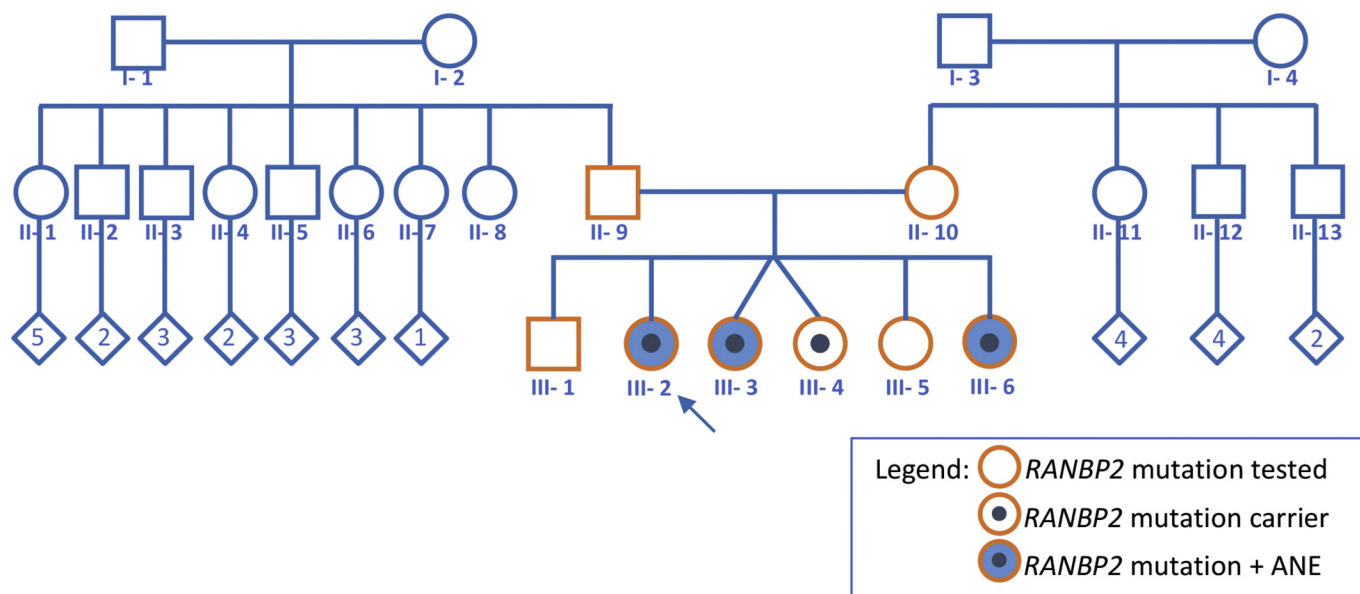 I- 1
I- 2
I- 3
I- 4
II- 1
II- 2
II- 3
II- 4
II- 5
II- 6
II- 7
II- 8
II- 9
II- 10
II- 11
II- 12
II- 13
5
2
3
2
3
3
1
4
4
2
III- 1
III- 2
III- 3
III- 4
III- 5
III- 6
Legend:
RANBP2 mutation tested
RANBP2 mutation carrier
RANBP2 mutation + ANE